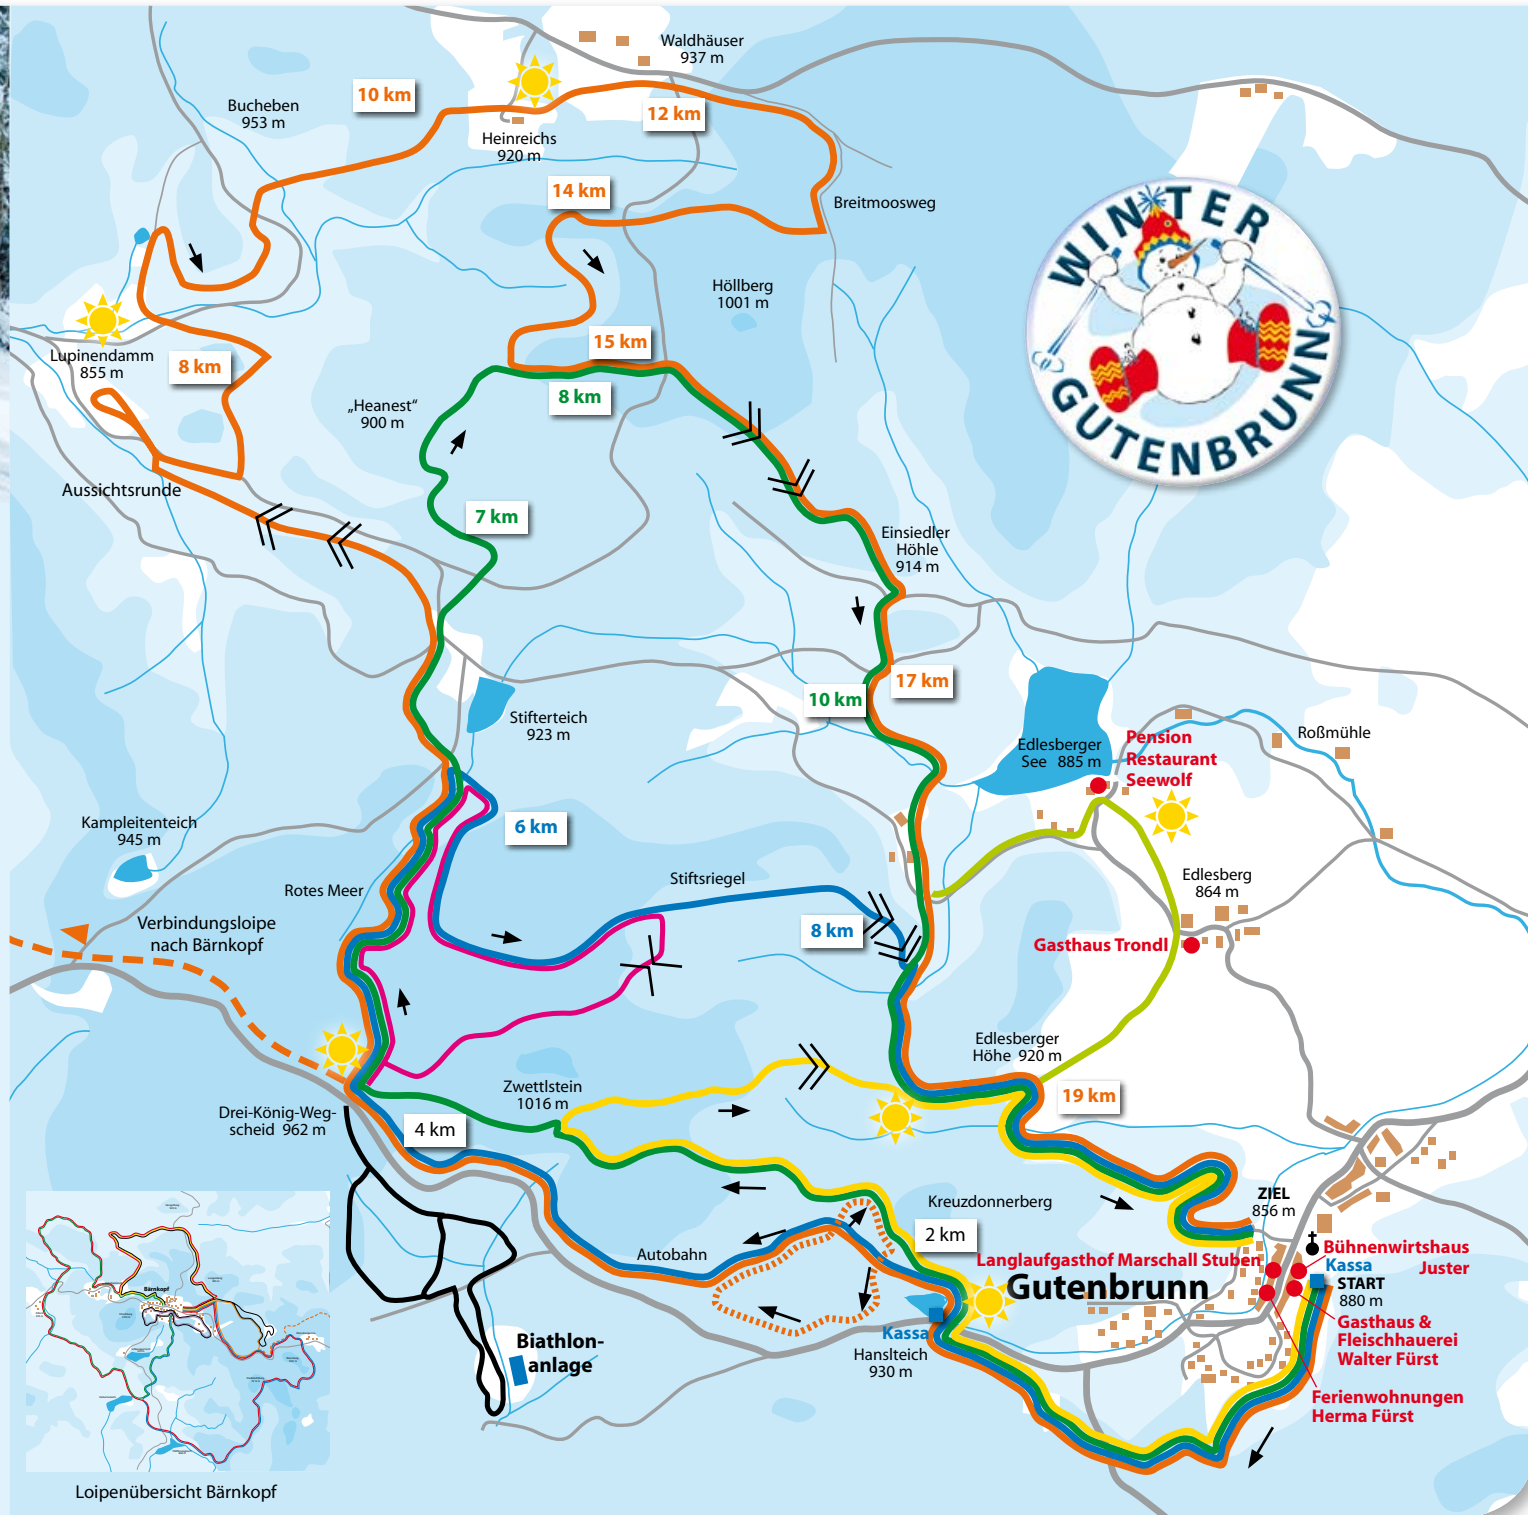 Waldhäuser
937 m
10 km
Bucheben
953 m
12 km
Heinreichs
920 m
14 km
Breitmoosweg
WINTER
GUTENBRUNN
Höllberg
1001 m
15 km
Lupinendamm
855 m
8 km
8 km
„Heanest“
900 m
Aussichtsrunde
7 km
Einsiedler
Höhle
914 m
17 km
10 km
Stifterteich
923 m
Edlesberger
See 885 m
Pension
Restaurant
Seewolf
Roßmühle
Kampleitenteich
945 m
6 km
Rotes Meer
Stiftsriegel
Edlesberg
864 m
Verbindungsloipe
nach Bärnkopf
8 km
Gasthaus Trondl
Edlesberger
Höhe 920 m
Zwettlstein
1016 m
19 km
Drei-König-Weg-
scheid 962 m
4 km
Kreuzdonnerberg
ZIEL
856 m
2 km
Autobahn
Langlaufgasthof Marschall Stuben
Gutenbrunn
Bühnenwirtshaus
Juster
Kassa
START
880 m
Kassa
Hanslteich
930 m
Gasthaus &
Fleischhauerei
Walter Fürst
Biathlon-
anlage
Ferienwohnungen
Herma Fürst
Bärnkopf
Loipenübersicht Bärnkopf